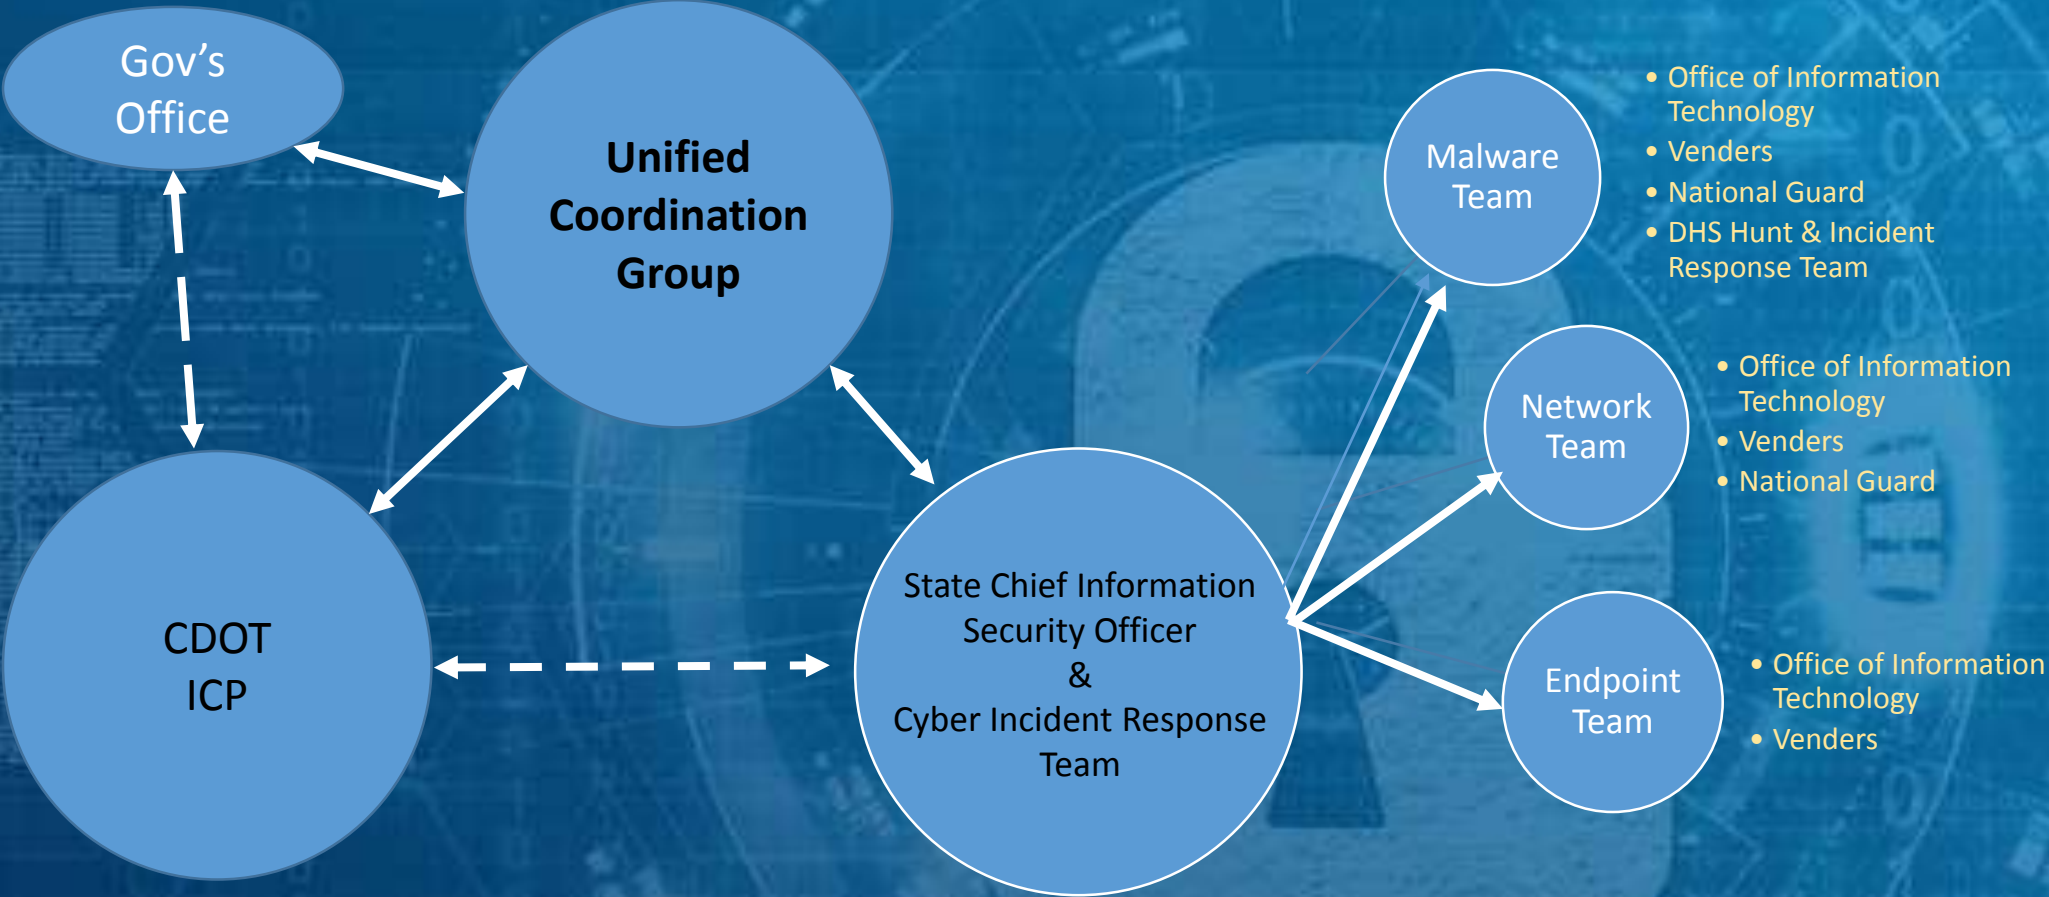 Gov's
Office
Unified
Coordination
Group
CDOT
ICP
State Chief Information
Security Officer
&
Cyber Incident Response
Team
Malware
Team
• Office of Information
Technology
• Venders
• National Guard
• DHS Hunt & Incident
Response Team
Network
Team
• Office of Information
Technology
• Venders
• National Guard
Endpoint
Team
• Office of Information
Technology
• Venders